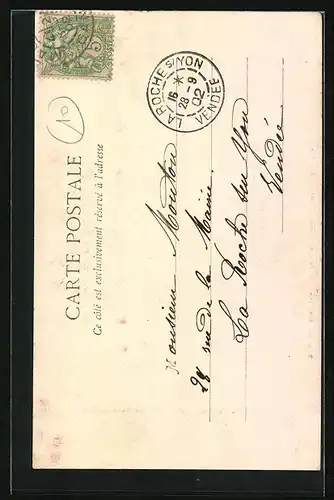 CARTE POSTALE
Ce côté est exclusivement réservé à l'adresse
10
LA ROCHE S/ YON
16 *
28 - 9
02
VENDÉE
Monsieur Mouton
28 rue de la Mairie
La Roche sur Yon
Vendée